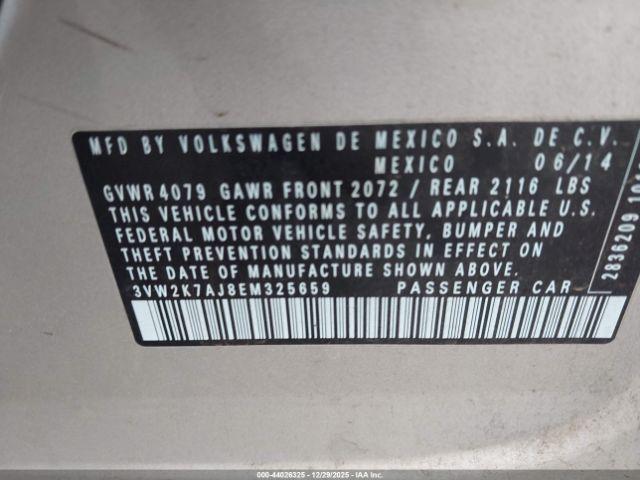 MFD BY VOLKSWAGEN DE MEXICO S.A. DE C.V.
MEXICO 06/14
GVWR 4079 GAWR FRONT 2072 / REAR 2116 LBS
THIS VEHICLE CONFORMS TO ALL APPLICABLE U.S.
FEDERAL MOTOR VEHICLE SAFETY, BUMPER AND
THEFT PREVENTION STANDARDS IN EFFECT ON
THE DATE OF MANUFACTURE SHOWN ABOVE.
3VW2K7AJ8EM325659 PASSENGER CAR
2836209
000-44026325 - 12/29/2025 - IAA Inc.